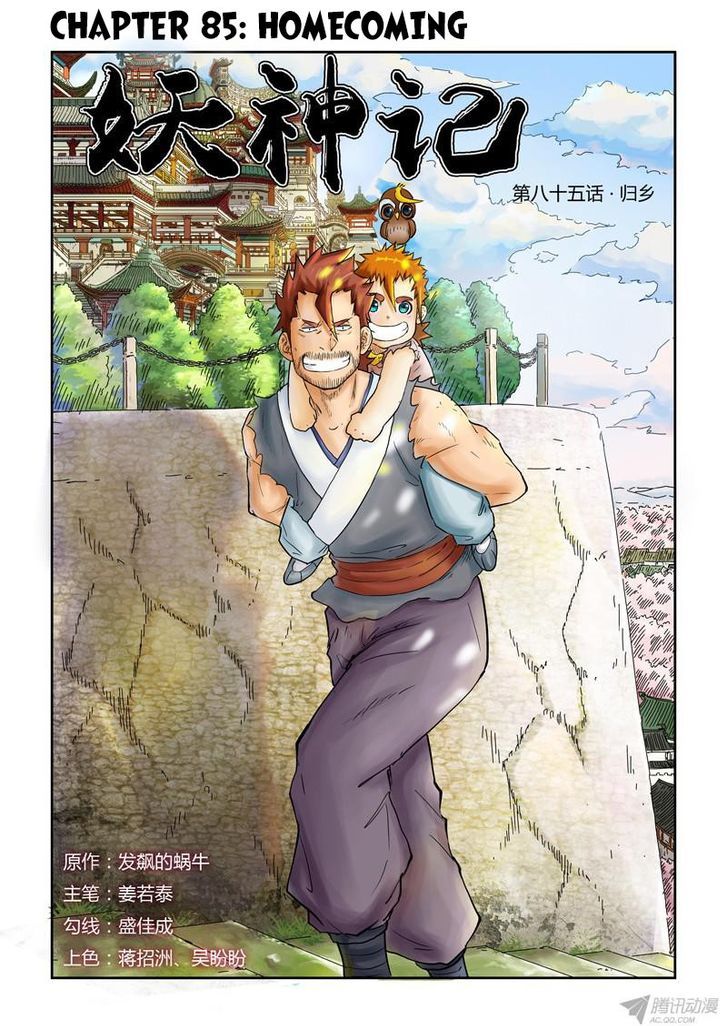 CHAPTER 85: HOMECOMING
妖神记
第八十五话·归乡
原作：发飙的蜗牛
主笔：姜若泰
勾线：盛佳成
上色：蒋招洲、吴盼盼
腾讯动漫
AC.QQ.COM